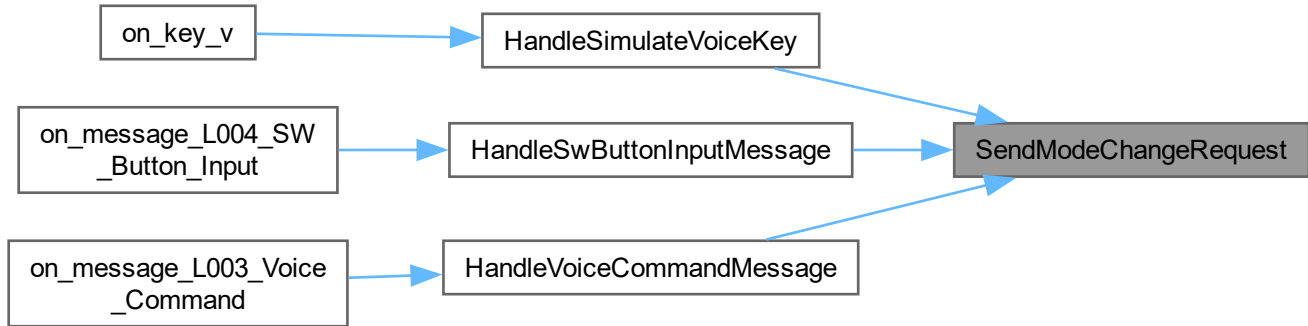 on_key_v
HandleSimulateVoiceKey
on_message_L004_SW
_Button_Input
HandleSwButtonInputMessage
SendModeChangeRequest
on_message_L003_Voice
_Command
HandleVoiceCommandMessage